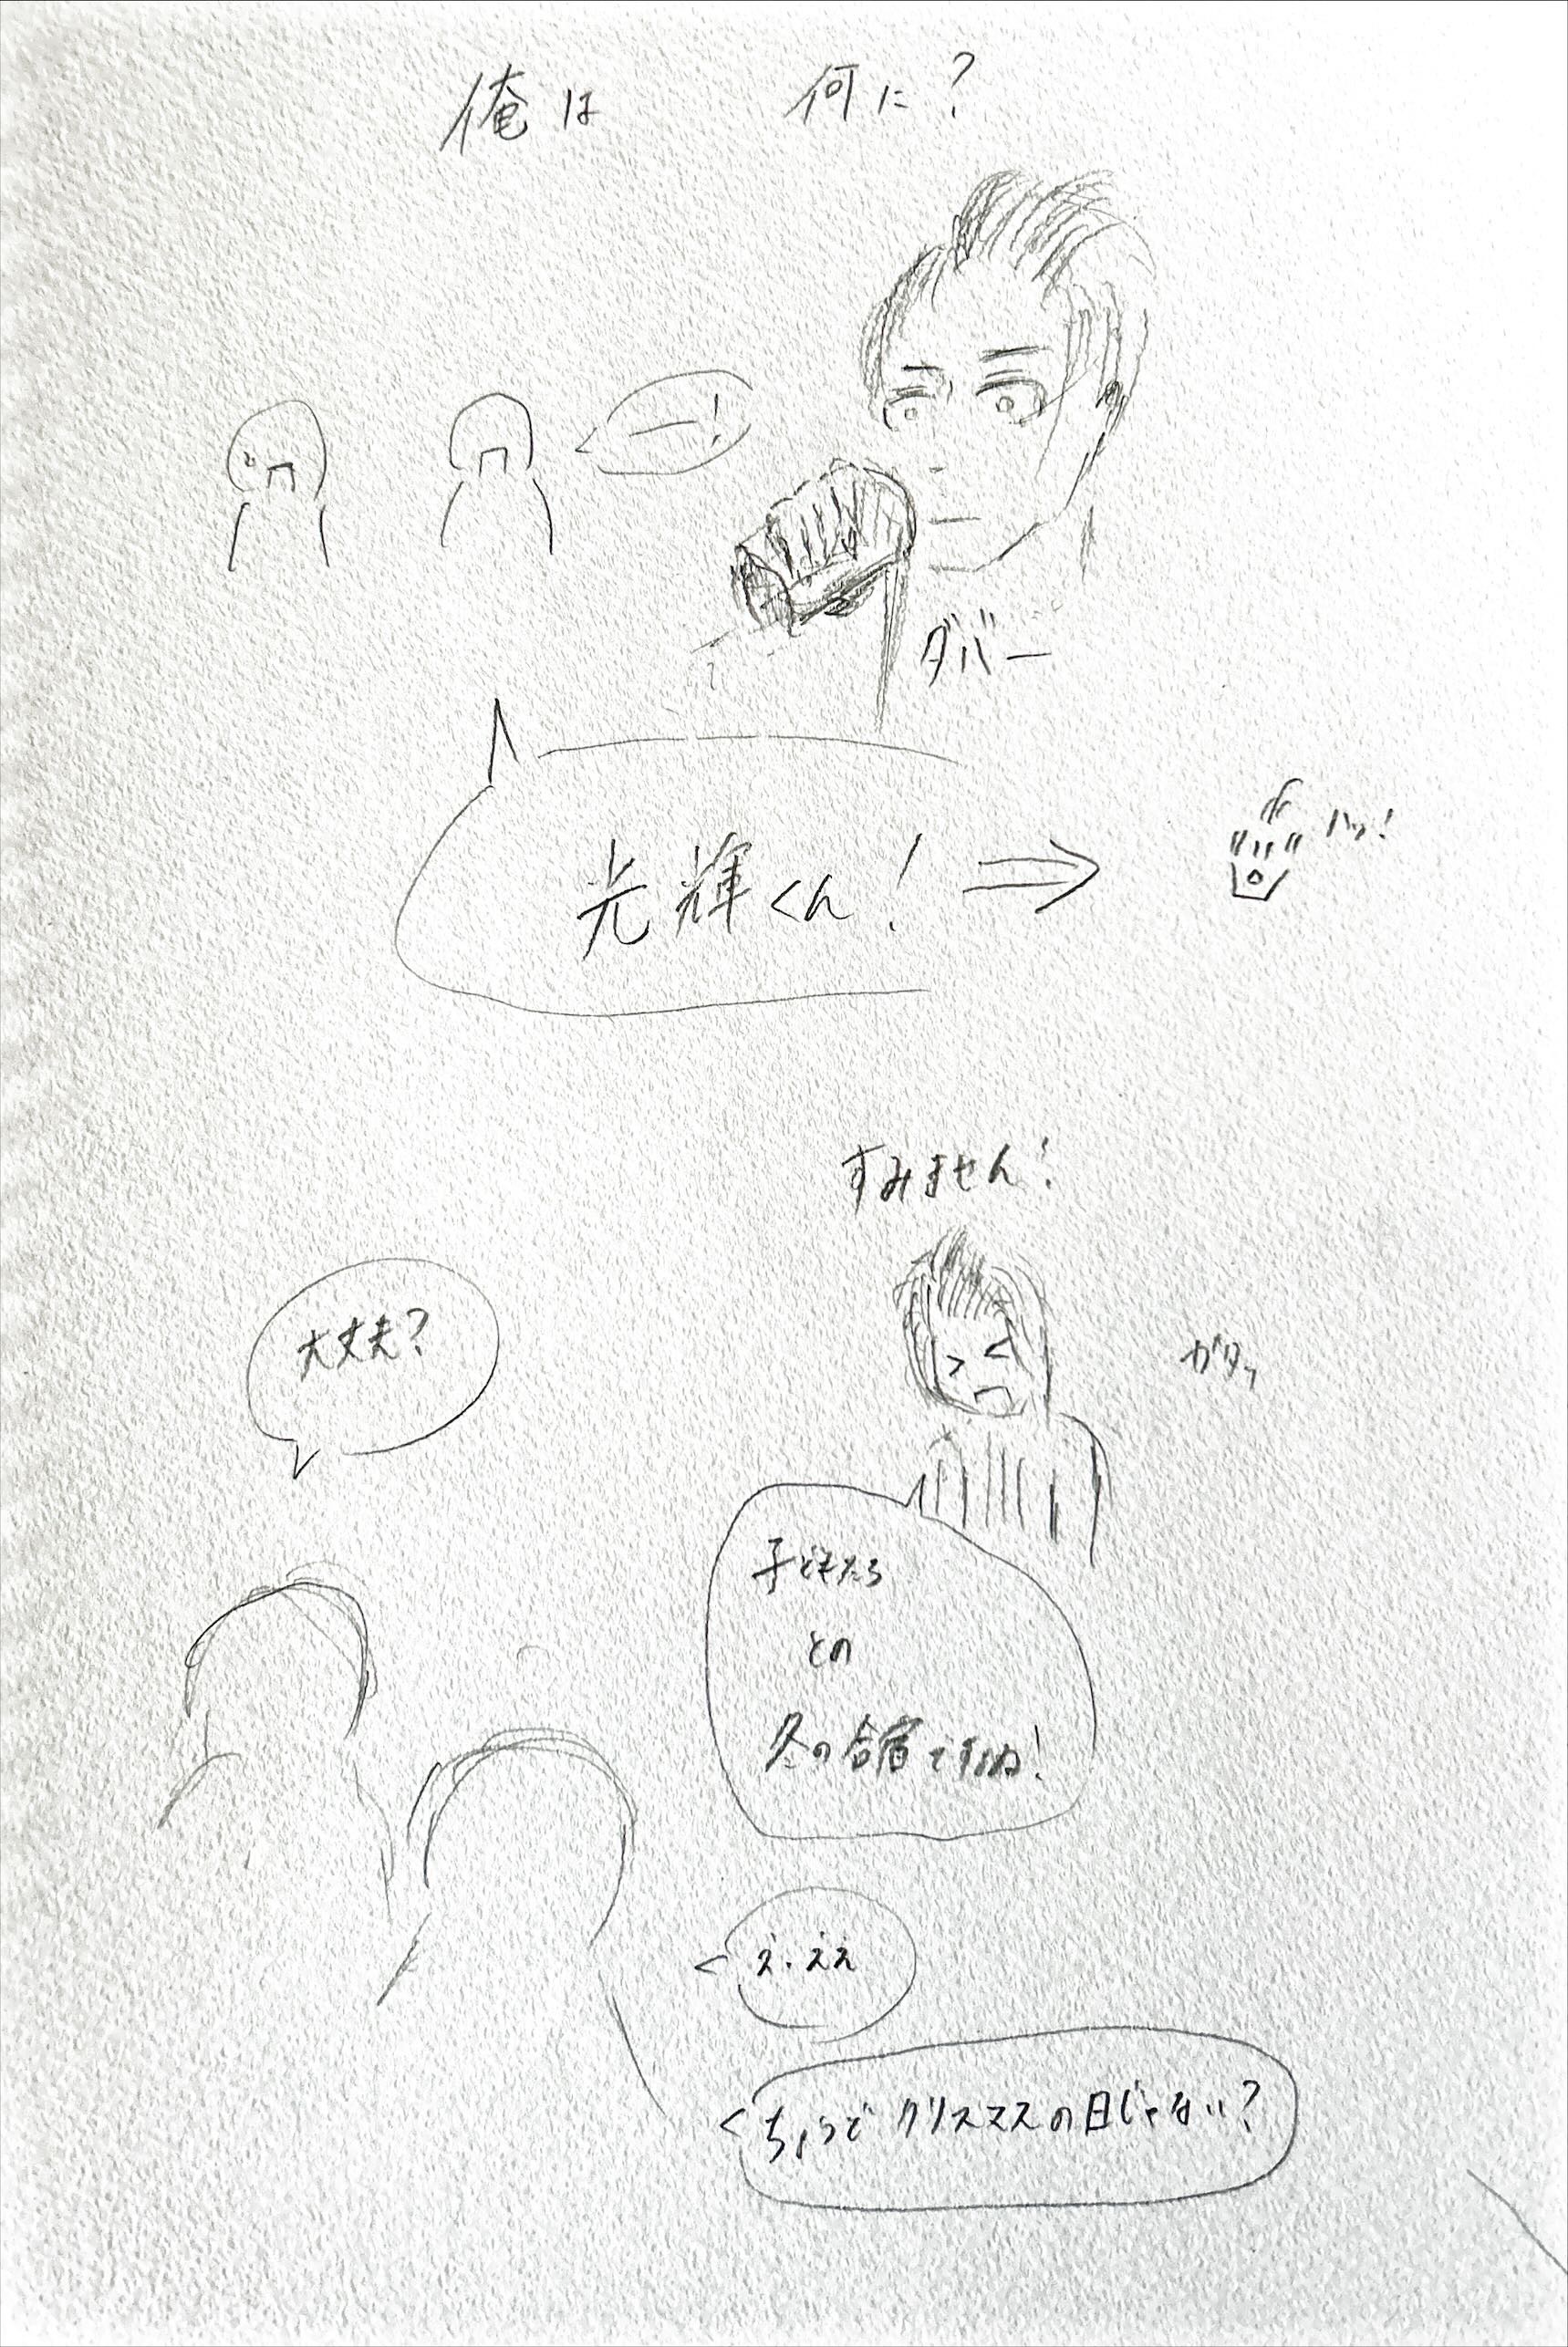 俺は 何に?
ー!
ダバー
光輝くん!
ハッ!
すみません!
大丈夫?
ガタッ
子どもたち
との
冬の合宿ですね!
え.ええ
ちょうどクリスマスの日じゃない?